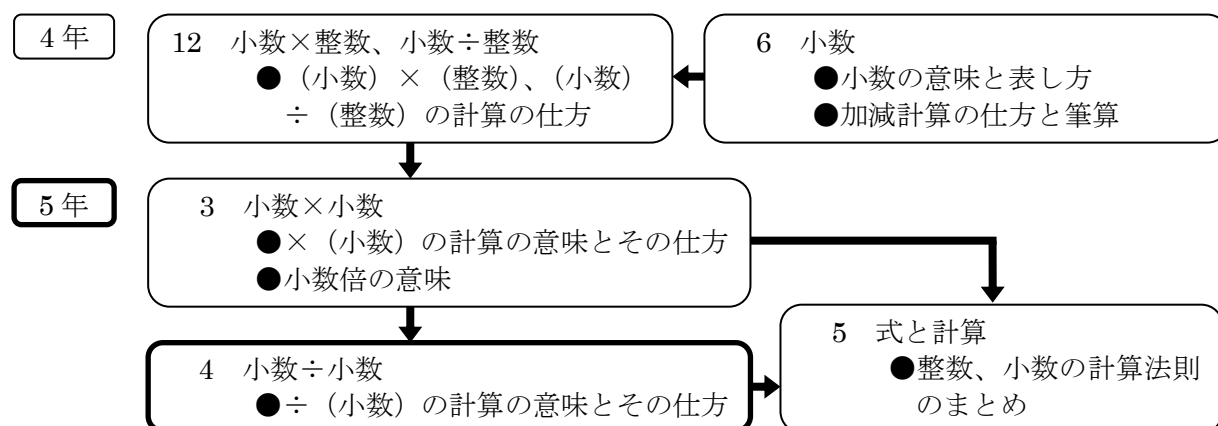 4年
12 小数×整数、小数÷整数
●(小数)×(整数)、(小数)
÷(整数)の計算の仕方
6 小数
●小数の意味と表し方
●加減計算の仕方と筆算
5年
3 小数×小数
●×(小数)の計算の意味とその仕方
●小数倍の意味
4 小数÷小数
●÷(小数)の計算の意味とその仕方
5 式と計算
●整数、小数の計算法則
のまとめ